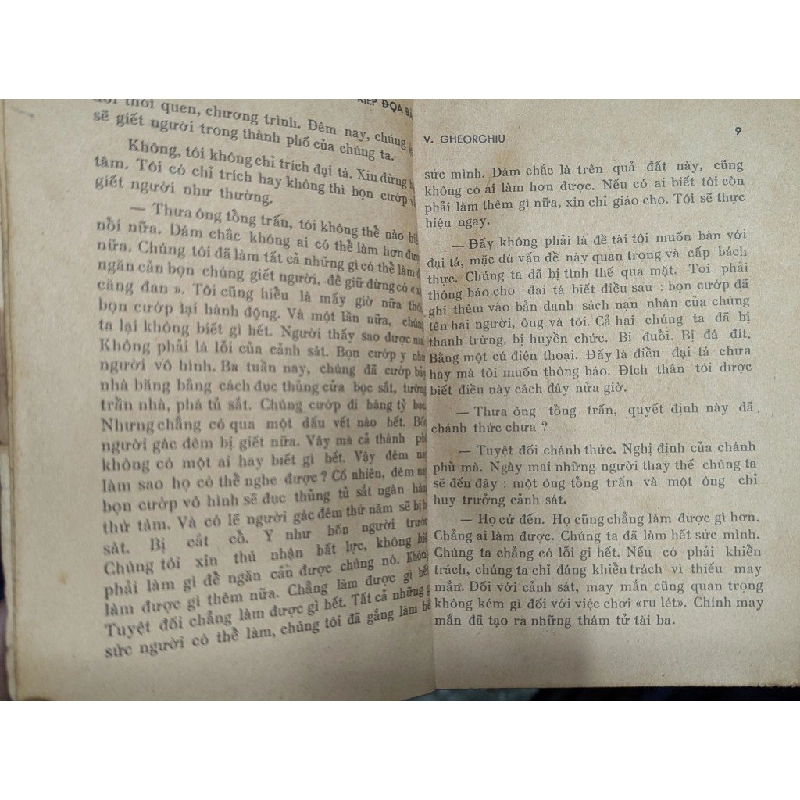 KIẾP ĐỌA
thói quen, chương trình. Đêm nay, chúng
sẽ giết người trong thành phố của chúng ta.
Không, tôi không chỉ trích đại tá. Xin đừng
tâm. Tôi có chỉ trích hay không thì bọn cướp
giết người như thường.
— Thưa ông tổng trấn, tôi không thể nào
nổi nữa. Dám chắc không ai có thể làm hơn
nữa. Chúng tôi đã làm tất cả những gì có thể làm
ngăn cản bọn chúng giết người, để giữ đừng có
căng đan ». Tôi cũng hiểu là mấy giờ nữa
bọn cướp lại hành động. Và một lần nữa, chúng
ta lại không biết gì hết. Người thấy sao được
Không phải là lỗi của cảnh sát. Bọn cướp y như
người vô hình. Ba tuần nay, chúng đã cướp
nhà băng bằng cách đục thủng cửa bọc sắt, tường
trần nhà, phá tủ sắt. Chúng cướp đi bàng tỷ
Nhưng chẳng có qua một dấu vết nào hết.
người gác đêm bị giết nữa. Vậy mà cả thành phố
không có một ai hay biết gì hết. Vậy đêm nay
làm sao họ có thể nghe được ? Cố nhiên, đêm nay
bọn cướp vô hình sẽ đục thủng tủ sắt ngân hàng
thứ tám. Và có lẽ người gác đêm thứ năm sẽ bị
sát. Bị cắt cổ. Y như bốn người trước
Chúng tôi xin thú nhận bất lực, không
phải làm gì để ngăn cản được chúng nó. Không
làm được gì thêm nữa. Chẳng làm được gì hết
Tuyệt đối chẳng làm được gì hết. Tất cả những gì
sức người có thể làm, chúng tôi đã gắng làm hết
V. GHEORGHIU 9
sức mình. Dám chắc là trên quả đất này, cũng
không có ai làm hơn được. Nếu có ai biết tôi còn
phải làm thêm gì nữa, xin chỉ giáo cho. Tôi sẽ thực
hiệu ngay.
— Đấy không phải là đề tài tôi muốn bàn với
đại tá, mặc dù vấn đề này quan trọng và cấp bách
thực. Chúng ta đã bị tình thế qua mặt. Tôi phải
thông báo cho đại tá biết điều sau : bọn cướp đã
ghi thêm vào bản danh sách nạn nhân của chúng
tên hai người, ông và tôi. Cả hai chúng ta đã bị
thanh trừng, bị huyền chức. Bị đuổi. Bị đá đít.
Bằng một cú điện thoại. Đấy là điều đại tá chưa
hay mà tôi muốn thông báo. Đích thân tôi được
biết điều này cách đây nửa giờ.
— Thưa ông tổng trấn, quyết định này đã
chánh thức chưa ?
— Tuyệt đối chánh thức. Nghị định của chánh
phủ mà. Ngày mai những người thay thế chúng ta
sẽ đến đây : một ông tổng trấn và một ông chỉ
huy trưởng cảnh sát.
— Họ cứ đến. Họ cũng chẳng làm được gì hơn.
Chẳng ai làm được. Chúng ta đã làm hết sức mình.
Chúng ta chẳng có lỗi gì hết. Nếu có phải khiển
trách, chúng ta chỉ đáng khiển trách vì thiếu may
mắn. Đối với cảnh sát, may mắn cũng quan trọng
không kém gì đối với việc chơi «ru lét». Chính may
mắn đã tạo ra những thám tử tài ba.